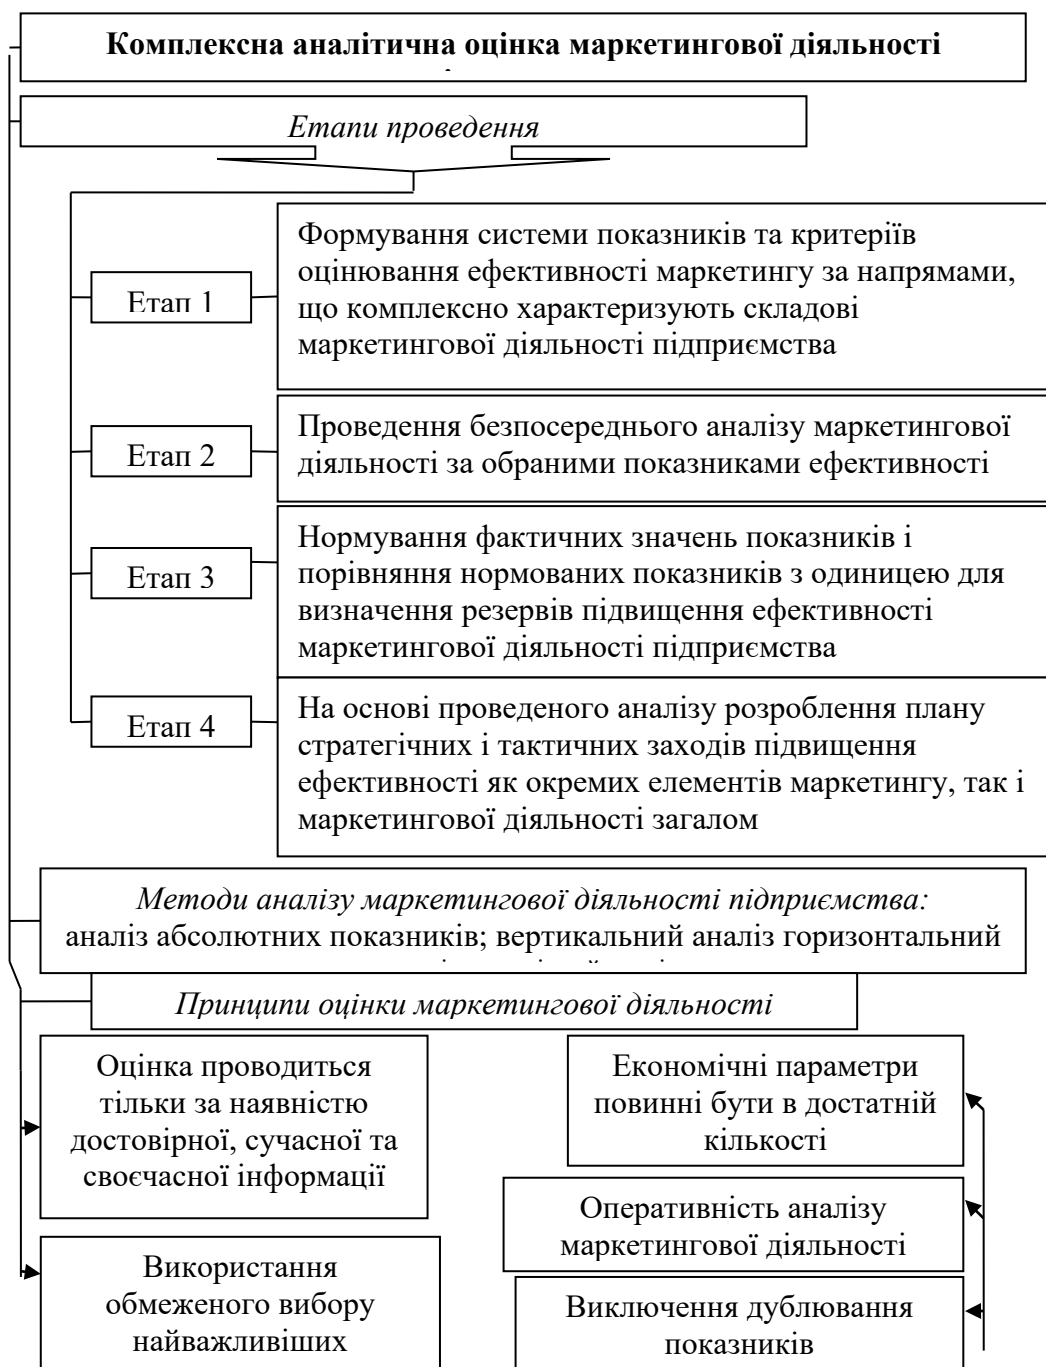 Комплексна аналітична оцінка маркетингової діяльності
Етапи проведення
Етап 1
Формування системи показників та критеріїв
оцінювання ефективності маркетингу за напрямами,
що комплексно характеризують складові
маркетингової діяльності підприємства
Етап 2
Проведення безпосереднього аналізу маркетингової
діяльності за обраними показниками ефективності
Етап 3
Нормування фактичних значень показників і
порівняння нормованих показників з одиницею для
визначення резервів підвищення ефективності
маркетингової діяльності підприємства
Етап 4
На основі проведеного аналізу розроблення плану
стратегічних і тактичних заходів підвищення
ефективності як окремих елементів маркетингу, так і
маркетингової діяльності загалом
Методи аналізу маркетингової діяльності підприємства:
аналіз абсолютних показників; вертикальний аналіз горизонтальний
Принципи оцінки маркетингової діяльності
Оцінка проводиться
тільки за наявністю
достовірної, сучасної та
своєчасної інформації
Використання
обмеженого вибору
найважливіших
Економічні параметри
повинні бути в достатній
кількості
Оперативність аналізу
маркетингової діяльності
Виключення дублювання
показників